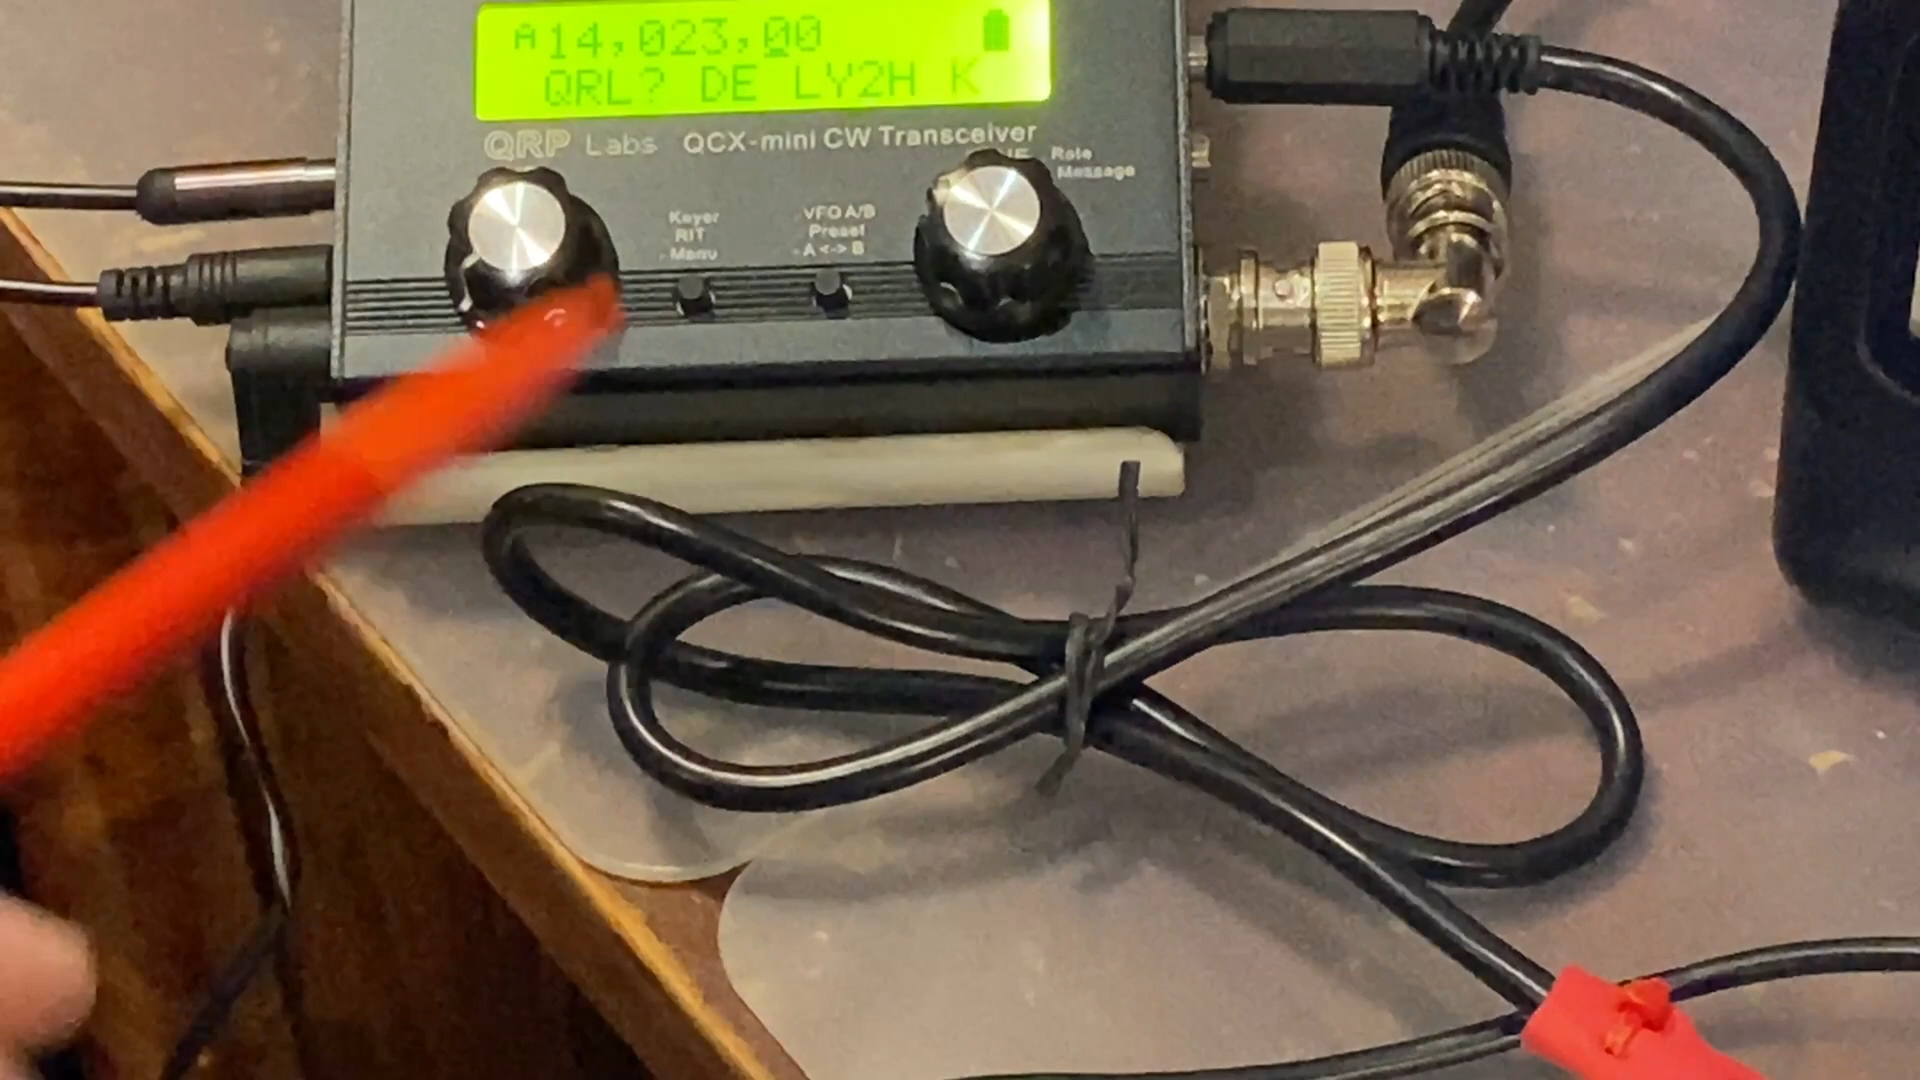 A14,023,00
QRL? DE LY2H K
QRP Labs QCX-mini CW Transceiver
Rate
Message
Keyer
RIT
Menu
VFO A/B
Preset
A <-> B